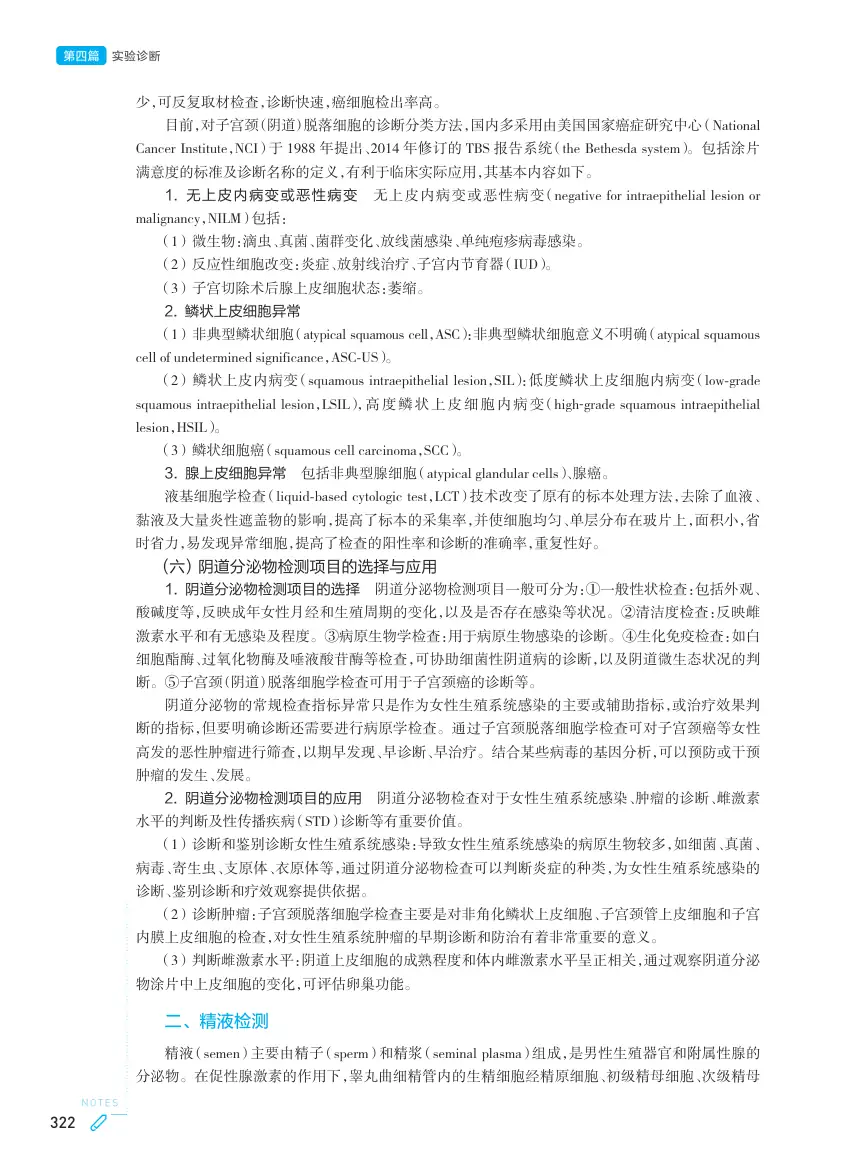 第四篇 实验诊断
少,可反复取材检查,诊断快速,癌细胞检出率高。
目前,对子宫颈(阴道)脱落细胞的诊断分类方法,国内多采用由美国国家癌症研究中心(National
Cancer Institute,NCI)于 1988 年提出、2014 年修订的 TBS 报告系统(the Bethesda system)。包括涂片
满意度的标准及诊断名称的定义,有利于临床实际应用,其基本内容如下。
1. 无上皮内病变或恶性病变 无上皮内病变或恶性病变(negative for intraepithelial lesion or
malignancy,NILM)包括:
(1)微生物:滴虫、真菌、菌群变化、放线菌感染、单纯疱疹病毒感染。
(2)反应性细胞改变:炎症、放射线治疗、子宫内节育器(IUD)。
(3)子宫切除术后腺上皮细胞状态:萎缩。
2. 鳞状上皮细胞异常
(1)非典型鳞状细胞(atypical squamous cell,ASC):非典型鳞状细胞意义不明确(atypical squamous
cell of undetermined significance,ASC-US)。
(2)鳞状上皮内病变(squamous intraepithelial lesion,SIL):低度鳞状上皮细胞内病变(low-grade
squamous intraepithelial lesion,LSIL),高度鳞状上皮细胞内病变(high-grade squamous intraepithelial
lesion,HSIL)。
(3)鳞状细胞癌(squamous cell carcinoma,SCC)。
3. 腺上皮细胞异常 包括非典型腺细胞(atypical glandular cells)、腺癌。
液基细胞学检查(liquid-based cytologic test,LCT)技术改变了原有的标本处理方法,去除了血液、
黏液及大量炎性遮盖物的影响,提高了标本的采集率,并使细胞均匀、单层分布在玻片上,面积小,省
时省力,易发现异常细胞,提高了检查的阳性率和诊断的准确率,重复性好。
(六)阴道分泌物检测项目的选择与应用
1. 阴道分泌物检测项目的选择 阴道分泌物检测项目一般可分为:①一般性状检查:包括外观、
酸碱度等,反映成年女性月经和生殖周期的变化,以及是否存在感染等状况。②清洁度检查:反映雌
激素水平和有无感染及程度。③病原生物学检查:用于病原生物感染的诊断。④生化免疫检查:如白
细胞酯酶、过氧化物酶及唾液酸苷酶等检查,可协助细菌性阴道病的诊断,以及阴道微生态状况的判
断。⑤子宫颈(阴道)脱落细胞学检查可用于子宫颈癌的诊断等。
阴道分泌物的常规检查指标异常只是作为女性生殖系统感染的主要或辅助指标,或治疗效果判
断的指标,但要明确诊断还需要进行病原学检查。通过子宫颈脱落细胞学检查可对子宫颈癌等女性
高发的恶性肿瘤进行筛查,以期早发现、早诊断、早治疗。结合某些病毒的基因分析,可以预防或干预
肿瘤的发生、发展。
2. 阴道分泌物检测项目的应用 阴道分泌物检查对于女性生殖系统感染、肿瘤的诊断、雌激素
水平的判断及性传播疾病(STD)诊断等有重要价值。
(1)诊断和鉴别诊断女性生殖系统感染:导致女性生殖系统感染的病原生物较多,如细菌、真菌、
病毒、寄生虫、支原体、衣原体等,通过阴道分泌物检查可以判断炎症的种类,为女性生殖系统感染的
诊断、鉴别诊断和疗效观察提供依据。
(2)诊断肿瘤:子宫颈脱落细胞学检查主要是对非角化鳞状上皮细胞、子宫颈管上皮细胞和子宫
内膜上皮细胞的检查,对女性生殖系统肿瘤的早期诊断和防治有着非常重要的意义。
(3)判断雌激素水平:阴道上皮细胞的成熟程度和体内雌激素水平呈正相关,通过观察阴道分泌
物涂片中上皮细胞的变化,可评估卵巢功能。
二、精液检测
精液(semen)主要由精子(sperm)和精浆(seminal plasma)组成,是男性生殖器官和附属性腺的
分泌物。在促性腺激素的作用下,睾丸曲细精管内的生精细胞经精原细胞、初级精母细胞、次级精母
NOTES
322